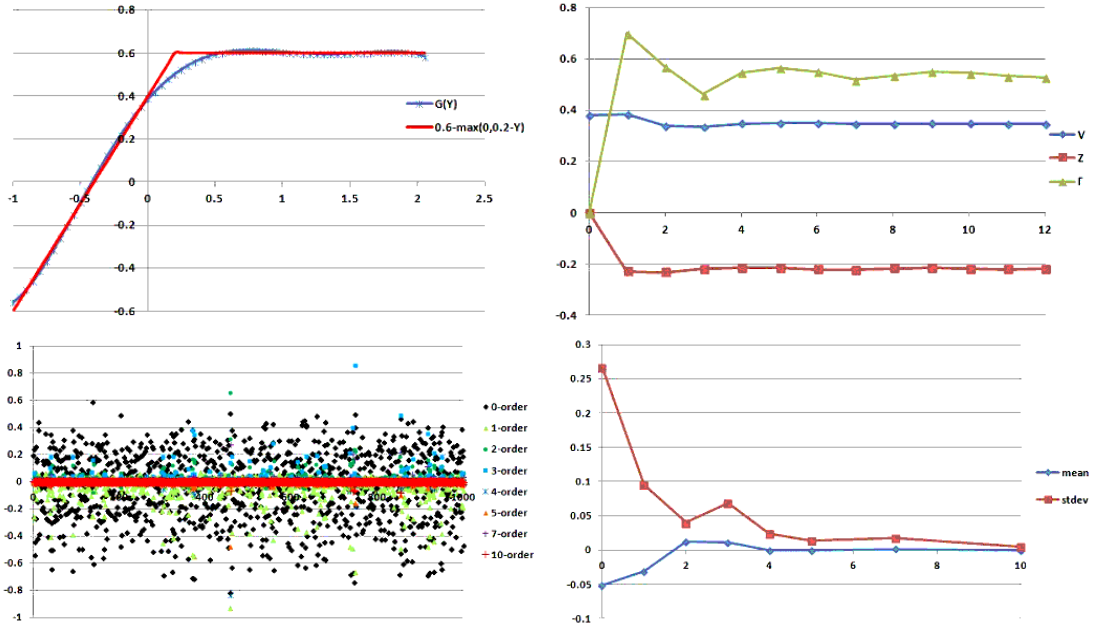 0.8
0.6
0.4
0.2
0
-0.2
-0.4
-0.6
-1 -0.5 0 0.5 1 1.5 2 2.5
G(Y)
0.6-max(0,0.2-Y)
0.8
0.6
0.4
0.2
0
-0.2
-0.4
0 2 4 6 8 10 12
V
Z
Γ
1
0.8
0.6
0.4
0.2
0
-0.2
-0.4
-0.6
-0.8
-1
0 400 1000
0-order
1-order
2-order
3-order
4-order
5-order
7-order
10-order
0.3
0.25
0.2
0.15
0.1
0.05
0
-0.05
-0.1
0 2 4 6 8 10
mean
stdev